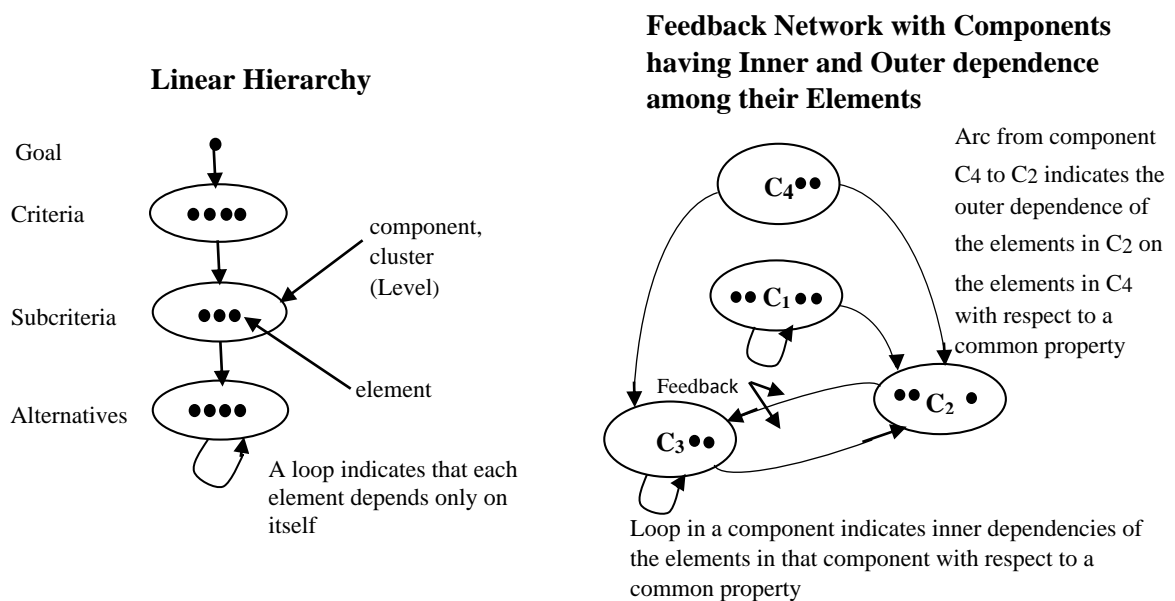 Linear Hierarchy
Goal
Criteria
Subcriteria
Alternatives
component,
cluster
(Level)
element
A loop indicates that each
element depends only on
itself
Feedback Network with Components
having Inner and Outer dependence
among their Elements
C4
C1
C2
C3
Feedback
Arc from component
C4 to C2 indicates the
outer dependence of
the elements in C2 on
the elements in C4
with respect to a
common property
Loop in a component indicates inner dependencies of
the elements in that component with respect to a
common property